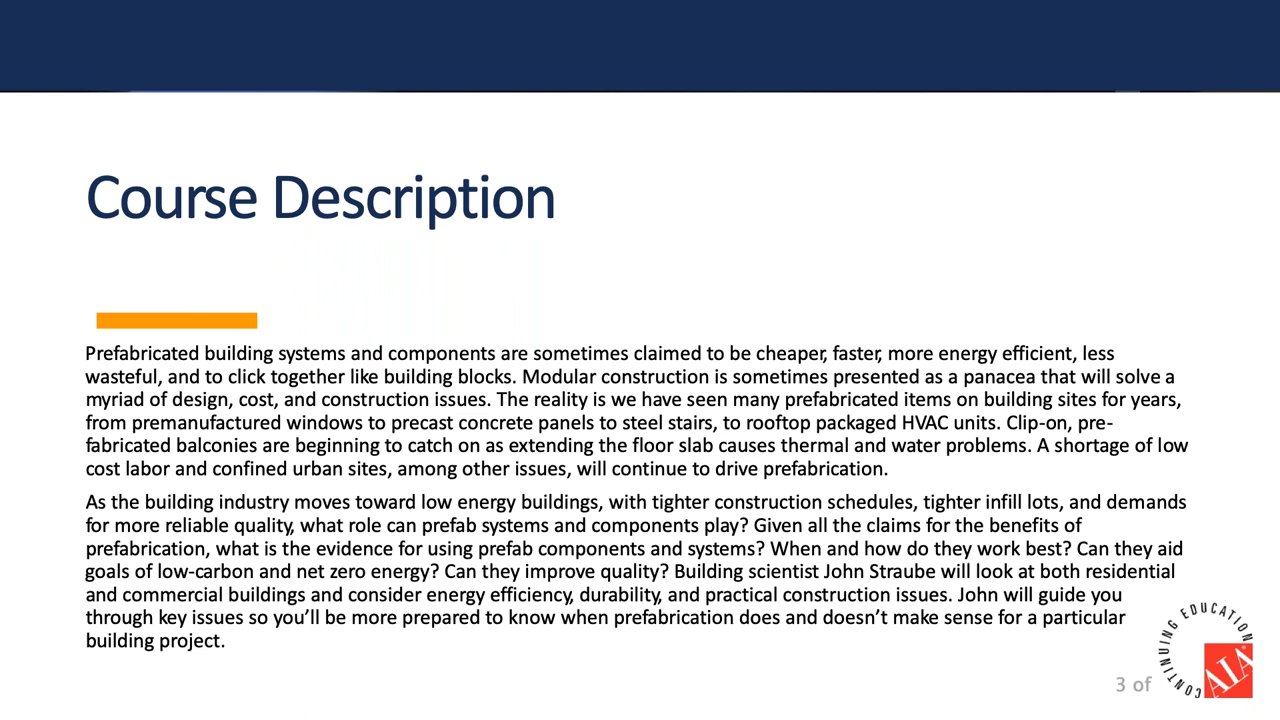 Course Description
Prefabricated building systems and components are sometimes claimed to be cheaper, faster, more energy efficient, less
wasteful, and to click together like building blocks. Modular construction is sometimes presented as a panacea that will solve a
myriad of design, cost, and construction issues. The reality is we have seen many prefabricated items on building sites for years,
from premanufactured windows to precast concrete panels to steel stairs, to rooftop packaged HVAC units. Clip-on, pre-
fabricated balconies are beginning to catch on as extending the floor slab causes thermal and water problems. A shortage of low
cost labor and confined urban sites, among other issues, will continue to drive prefabrication.
As the building industry moves toward low energy buildings, with tighter construction schedules, tighter infill lots, and demands
for more reliable quality, what role can prefab systems and components play? Given all the claims for the benefits of
prefabrication, what is the evidence for using prefab components and systems? When and how do they work best? Can they aid
goals of low-carbon and net zero energy? Can they improve quality? Building scientist John Straube will look at both residential
and commercial buildings and consider energy efficiency, durability, and practical construction issues. John will guide you
through key issues so you’ll be more prepared to know when prefabrication does and doesn’t make sense for a particular
building project.
3 of
CONTINUING EDUCATION
AIA